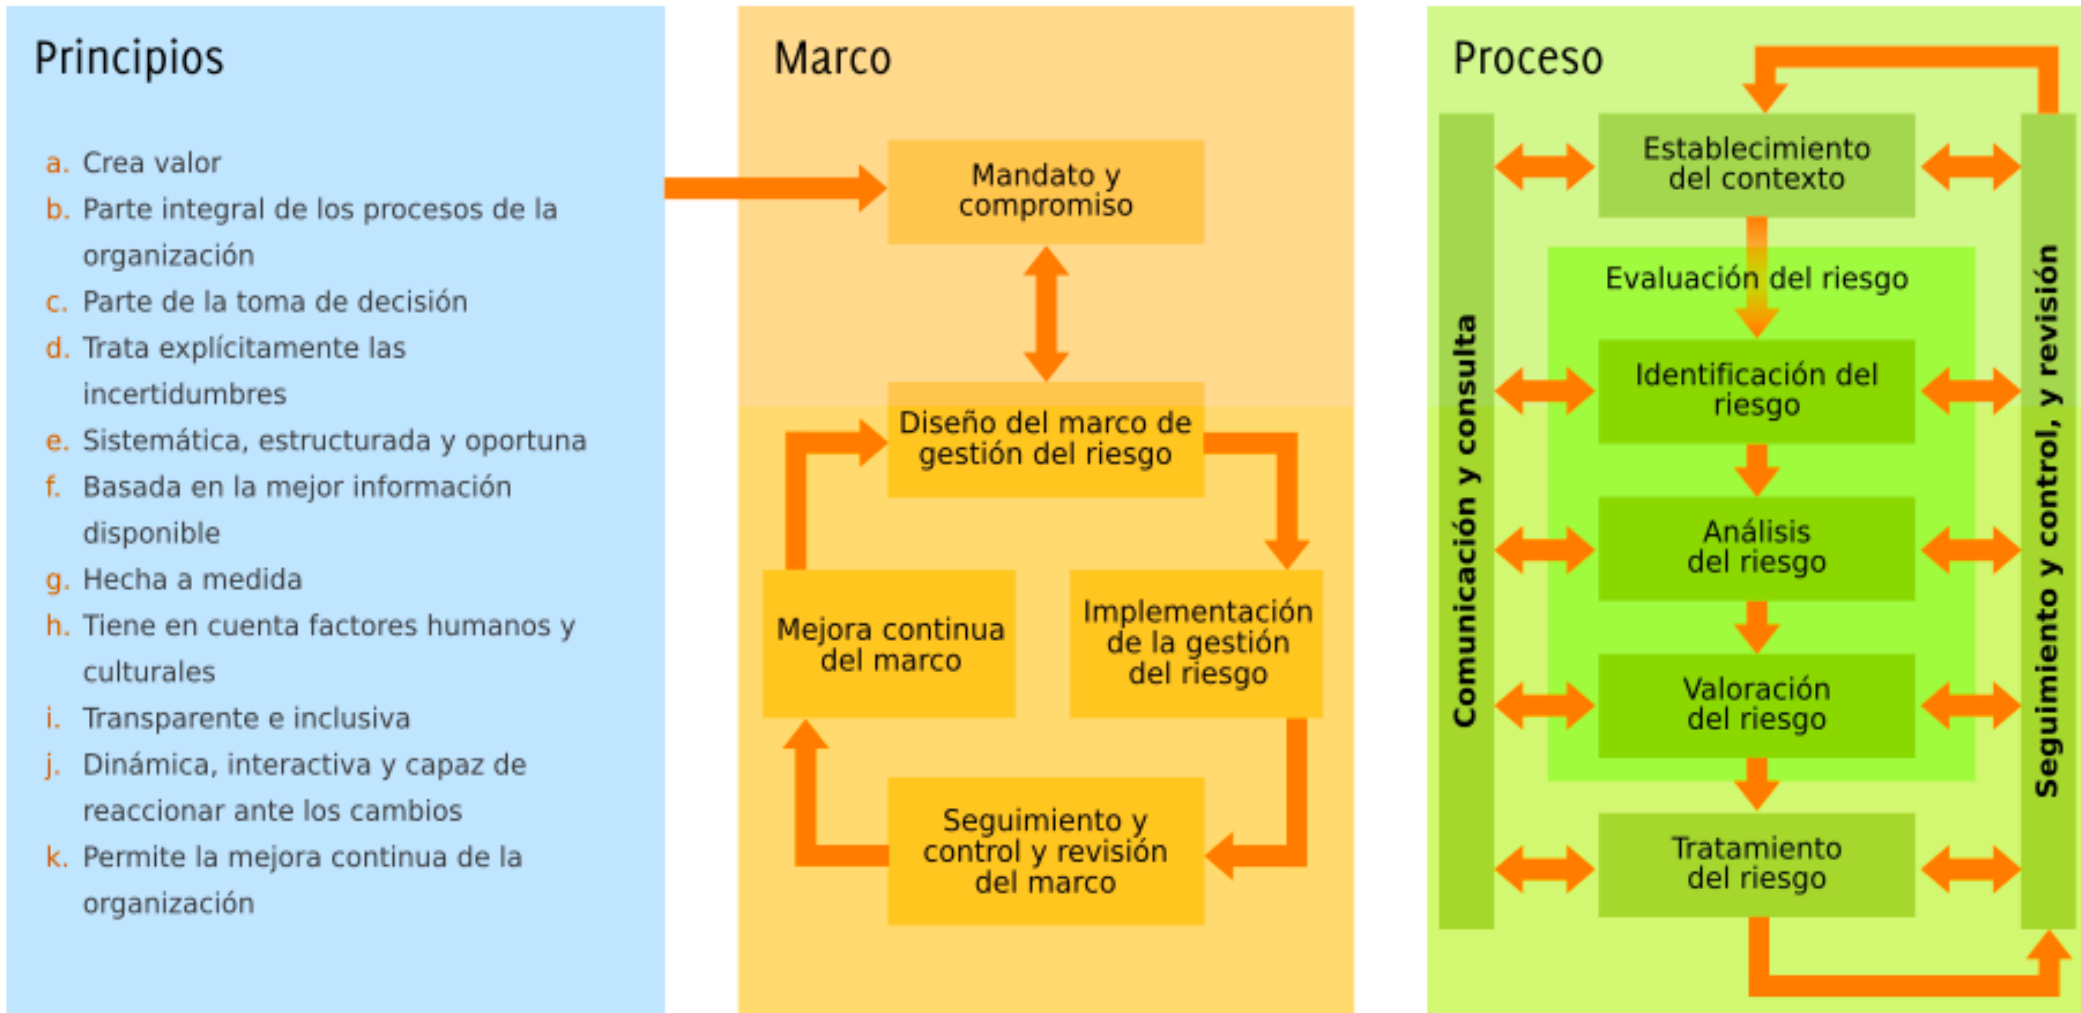 Principios
a. Crea valor
b. Parte integral de los procesos de la
organización
c. Parte de la toma de decisión
d. Trata explícitamente las
incertidumbres
e. Sistemática, estructurada y oportuna
f. Basada en la mejor información
disponible
g. Hecha a medida
h. Tiene en cuenta factores humanos y
culturales
i. Transparente e inclusiva
j. Dinámica, interactiva y capaz de
reaccionar ante los cambios
k. Permite la mejora continua de la
organización
Marco
Mandato y
compromiso
Diseño del marco de
gestión del riesgo
Mejora continua
del marco
Implementación
de la gestión
del riesgo
Seguimiento y
control y revisión
del marco
Proceso
Comunicación y consulta
Establecimiento
del contexto
Evaluación del riesgo
Identificación del
riesgo
Análisis
del riesgo
Valoración
del riesgo
Tratamiento
del riesgo
Seguimiento y control, y revisión